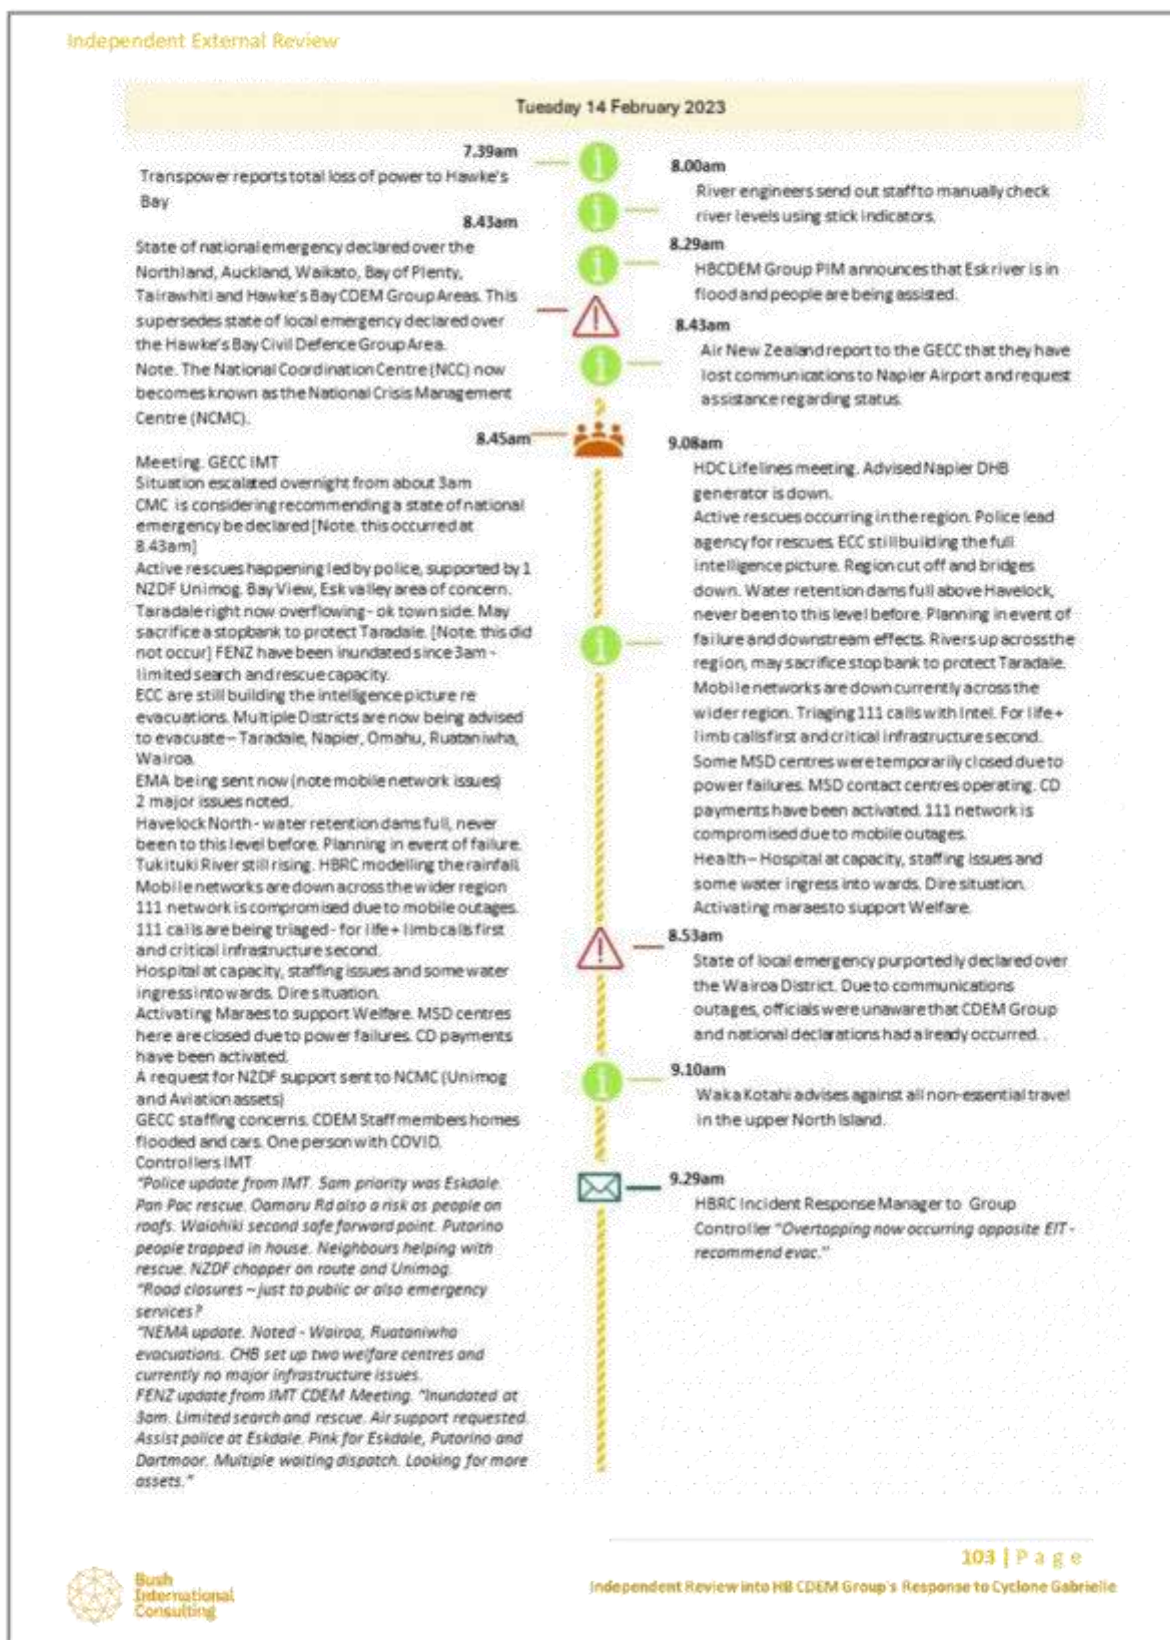 Independent External Review
Tuesday 14 February 2023
7.39am
Transpower reports total loss of power to Hawke's
Bay
8.43am
State of national emergency declared over the
Northland, Auckland, Waikato, Bay of Plenty,
Tairawhiti and Hawke's Bay CDEM Group Areas. This
supersedes state of local emergency declared over
the Hawke's Bay Civil Defence Group Area.
Note. The National Coordination Centre (NCC) now
becomes known as the National Crisis Management
Centre (NCMC).
8.45am
Meeting. GECC IMT
Situation escalated overnight from about 3am
CMC is considering recommending a state of national
emergency be declared [Note. this occurred at
8.43am]
Active rescues happening led by police, supported by 1
NZDF Unimog. Bay View, Esk valley area of concern.
Taradale right now overflowing - ok town side. May
sacrifice a stopbank to protect Taradale. [Note. this did
not occur] FENZ have been inundated since 3am -
limited search and rescue capacity.
ECC are still building the intelligence picture re
evacuations. Multiple Districts are now being advised
to evacuate – Taradale, Napier, Omahu, Ruataniwha,
Wairoa.
EMA being sent now (note mobile network issues)
2 major issues noted.
Havelock North - water retention dams full, never
been to this level before. Planning in event of failure.
Tukituki River still rising. HBRC modelling the rainfall.
Mobile networks are down across the wider region
111 network is compromised due to mobile outages.
111 calls are being triaged - for life + limb calls first
and critical infrastructure second.
Hospital at capacity, staffing issues and some water
ingress into wards. Dire situation.
Activating Maraes to support Welfare. MSD centres
here are closed due to power failures. CD payments
have been activated.
A request for NZDF support sent to NCMC (Unimog
and Aviation assets)
GECC staffing concerns. CDEM Staff members homes
flooded and cars. One person with COVID.
Controllers IMT
"Police update from IMT. 5am priority was Eskdale.
Pan Pac rescue. Oamaru Rd also a risk as people on
roofs. Waiohiki second safe forward point. Putorino
people trapped in house. Neighbours helping with
rescue. NZDF chopper on route and Unimog.
"Road closures – just to public or also emergency
services?
"NEMA update. Noted - Wairoa, Ruataniwha
evacuations. CHB set up two welfare centres and
currently no major infrastructure issues.
FENZ update from IMT CDEM Meeting. "Inundated at
3am. Limited search and rescue. Air support requested.
Assist police at Eskdale. Pink for Eskdale, Putorino and
Dartmoor. Multiple waiting dispatch. Looking for more
assets."
8.00am
River engineers send out staff to manually check
river levels using stick indicators.
8.29am
HBCDEM Group PIM announces that Esk river is in
flood and people are being assisted.
8.43am
Air New Zealand report to the GECC that they have
lost communications to Napier Airport and request
assistance regarding status.
9.08am
HDC Lifelines meeting. Advised Napier DHB
generator is down.
Active rescues occurring in the region. Police lead
agency for rescues. ECC still building the full
intelligence picture. Region cut off and bridges
down. Water retention dams full above Havelock,
never been to this level before. Planning in event of
failure and downstream effects. Rivers up across the
region, may sacrifice stop bank to protect Taradale.
Mobile networks are down currently across the
wider region. Triaging 111 calls with Intel. For life +
limb calls first and critical infrastructure second.
Some MSD centres were temporarily closed due to
power failures. MSD contact centres operating. CD
payments have been activated. 111 network is
compromised due to mobile outages.
Health – Hospital at capacity, staffing issues and
some water ingress into wards. Dire situation.
Activating maraes to support Welfare.
8.53am
State of local emergency purportedly declared over
the Wairoa District. Due to communications
outages, officials were unaware that CDEM Group
and national declarations had already occurred. .
9.10am
Waka Kotahi advises against all non-essential travel
in the upper North Island.
9.29am
HBRC Incident Response Manager to Group
Controller "Overtopping now occurring opposite EIT -
recommend evac."
103 | Page
Independent Review into HB CDEM Group's Response to Cyclone Gabrielle
Bush
International
Consulting